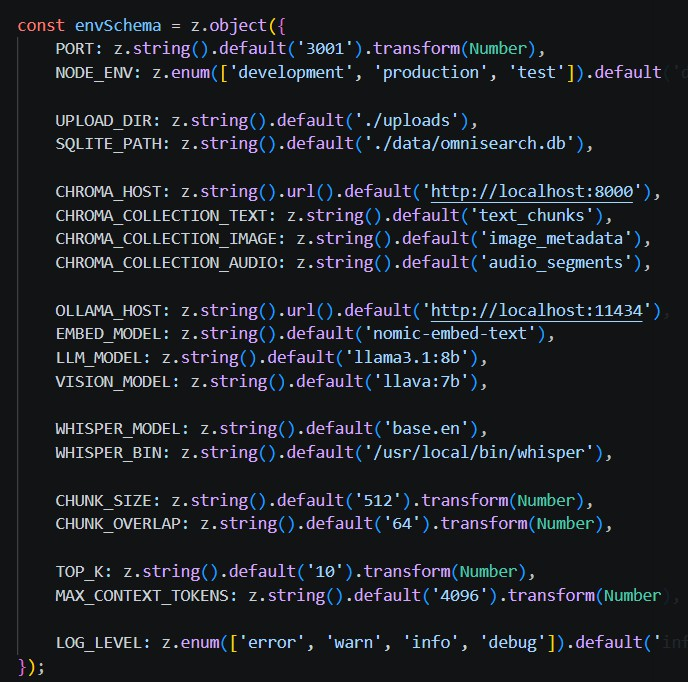 const envSchema = z.object({
PORT: z.string().default('3001').transform(Number),
NODE_ENV: z.enum(['development', 'production', 'test']).default(
UPLOAD_DIR: z.string().default('./uploads'),
SQLITE_PATH: z.string().default('./data/omnisearch.db'),
CHROMA_HOST: z.string().url().default('http://localhost:8000'),
CHROMA_COLLECTION_TEXT: z.string().default('text_chunks'),
CHROMA_COLLECTION_IMAGE: z.string().default('image_metadata'),
CHROMA_COLLECTION_AUDIO: z.string().default('audio_segments'),
OLLAMA_HOST: z.string().url().default('http://localhost:11434'),
EMBED_MODEL: z.string().default('nomic-embed-text'),
LLM_MODEL: z.string().default('llama3.1:8b'),
VISION_MODEL: z.string().default('llava:7b'),
WHISPER_MODEL: z.string().default('base.en'),
WHISPER_BIN: z.string().default('/usr/local/bin/whisper'),
CHUNK_SIZE: z.string().default('512').transform(Number),
CHUNK_OVERLAP: z.string().default('64').transform(Number),
TOP_K: z.string().default('10').transform(Number),
MAX_CONTEXT_TOKENS: z.string().default('4096').transform(Number),
LOG_LEVEL: z.enum(['error', 'warn', 'info', 'debug']).default('inf
});